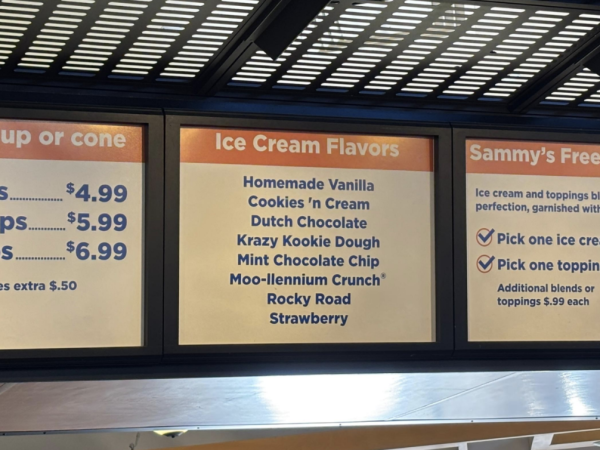 up or cone
s............. $4.99
ps......... $5.99
s............. $6.99
es extra $.50
Ice Cream Flavors
Homemade Vanilla
Cookies 'n Cream
Dutch Chocolate
Krazy Kookie Dough
Mint Chocolate Chip
Moo-llennium Crunch®
Rocky Road
Strawberry
Sammy's Free
Ice cream and toppings bl
perfection, garnished with
Pick one ice crea
Pick one toppin
Additional blends or
toppings $.99 each